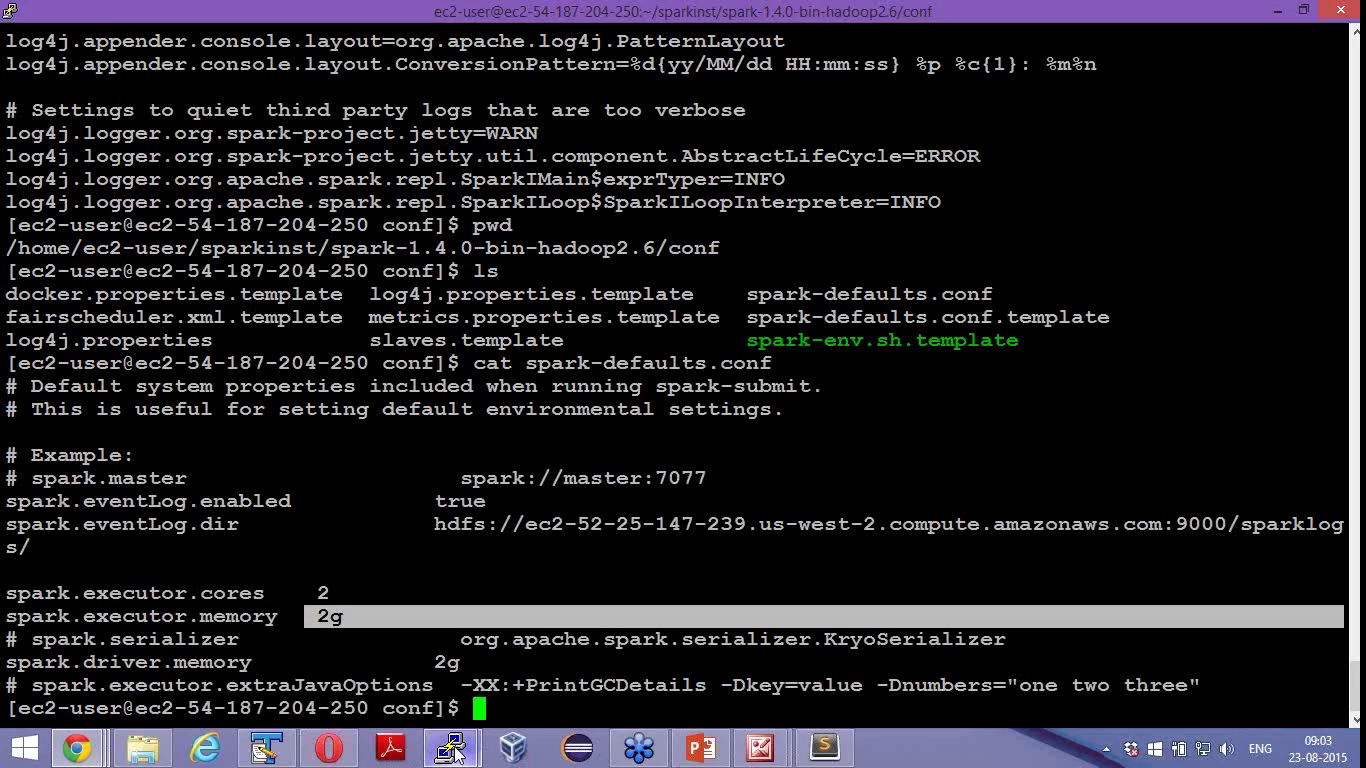 ec2-user@ec2-54-187-204-250:~/sparkinst/spark-1.4.0-bin-hadoop2.6/conf
log4j.appender.console.layout=org.apache.log4j.PatternLayout
log4j.appender.console.layout.ConversionPattern=%d{yy/MM/dd HH:mm:ss} %p %c{1}: %m%n
# Settings to quiet third party logs that are too verbose
log4j.logger.org.spark-project.jetty=WARN
log4j.logger.org.spark-project.jetty.util.component.AbstractLifeCycle=ERROR
log4j.logger.org.apache.spark.repl.SparkIMain$exprTyper=INFO
log4j.logger.org.apache.spark.repl.SparkILoop$SparkILoopInterpreter=INFO
[ec2-user@ec2-54-187-204-250 conf]$ pwd
/home/ec2-user/sparkinst/spark-1.4.0-bin-hadoop2.6/conf
[ec2-user@ec2-54-187-204-250 conf]$ ls
docker.properties.template  log4j.properties.template   spark-defaults.conf
fairscheduler.xml.template  metrics.properties.template  spark-defaults.conf.template
log4j.properties            slaves.template             spark-env.sh.template
[ec2-user@ec2-54-187-204-250 conf]$ cat spark-defaults.conf
# Default system properties included when running spark-submit.
# This is useful for setting default environmental settings.
# Example:
# spark.master                     spark://master:7077
spark.eventLog.enabled           true
spark.eventLog.dir               hdfs://ec2-52-25-147-239.us-west-2.compute.amazonaws.com:9000/sparklog
s/
spark.executor.cores    2
spark.executor.memory   2g
# spark.serializer                 org.apache.spark.serializer.KryoSerializer
spark.driver.memory              2g
# spark.executor.extraJavaOptions  -XX:+PrintGCDetails -Dkey=value -Dnumbers="one two three"
[ec2-user@ec2-54-187-204-250 conf]$
ENG
09:03
23-08-2015